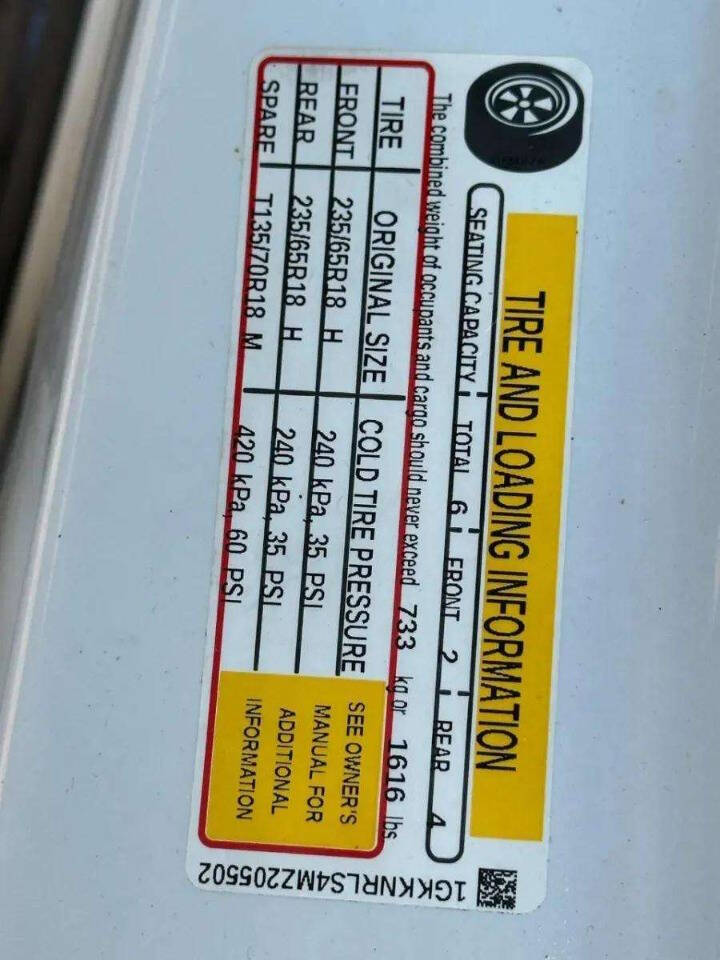 TIRE AND LOADING INFORMATION
SEATING CAPACITY TOTAL 6 FRONT 2 REAR 4
The combined weight of occupants and cargo should never exceed 733 kg or 1616 lbs
TIRE ORIGINAL SIZE COLD TIRE PRESSURE
FRONT 235/65R18 H 240 kPa, 35 PSI
REAR 235/65R18 H 240 kPa, 35 PSI
SPARE T135/70R18 M 420 kPa, 60 PSI
SEE OWNER'S
MANUAL FOR
ADDITIONAL
INFORMATION
1GKKNRLS4MZ205502